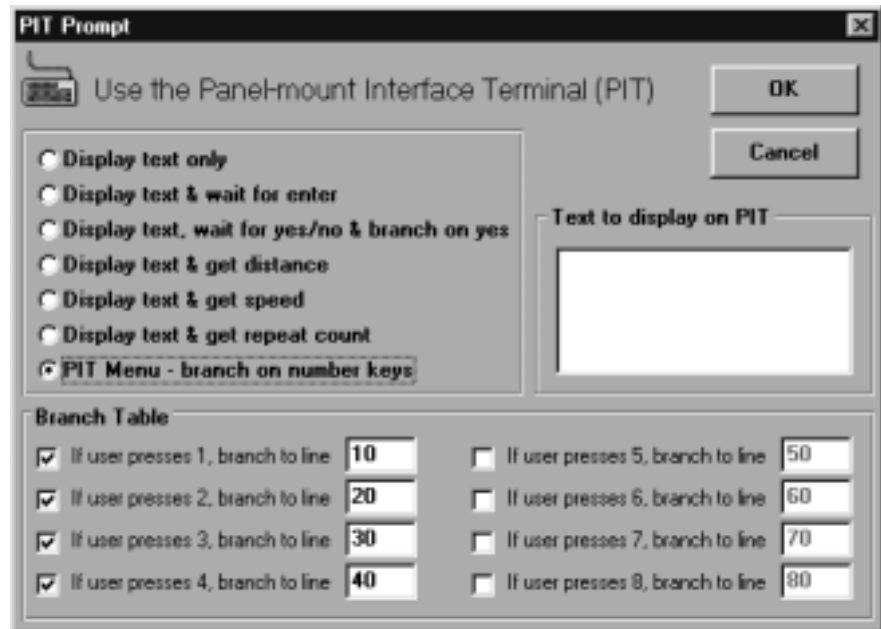 PIT Prompt
Use the Panel-mount Interface Terminal (PIT)
OK
Cancel
Display text only
Display text & wait for enter
Display text, wait for yes/no & branch on yes
Display text & get distance
Display text & get speed
Display text & get repeat count
PIT Menu - branch on number keys
Text to display on PIT
Branch Table
If user presses 1, branch to line 10
If user presses 2, branch to line 20
If user presses 3, branch to line 30
If user presses 4, branch to line 40
If user presses 5, branch to line 50
If user presses 6, branch to line 60
If user presses 7, branch to line 70
If user presses 8, branch to line 80